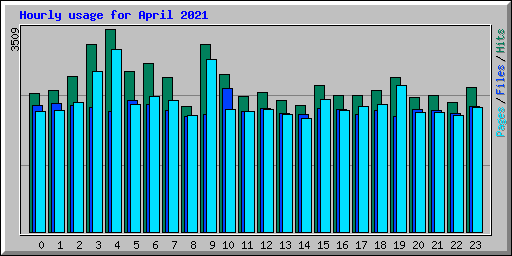 Hourly usage for April 2021
3509
Pages / Files / Hits
0 1 2 3 4 5 6 7 8 9 10 11 12 13 14 15 16 17 18 19 20 21 22 23